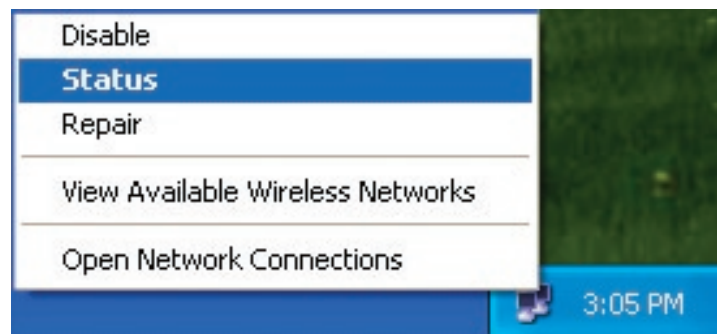 Disable
Status
Repair
View Available Wireless Networks
Open Network Connections
3:05 PM